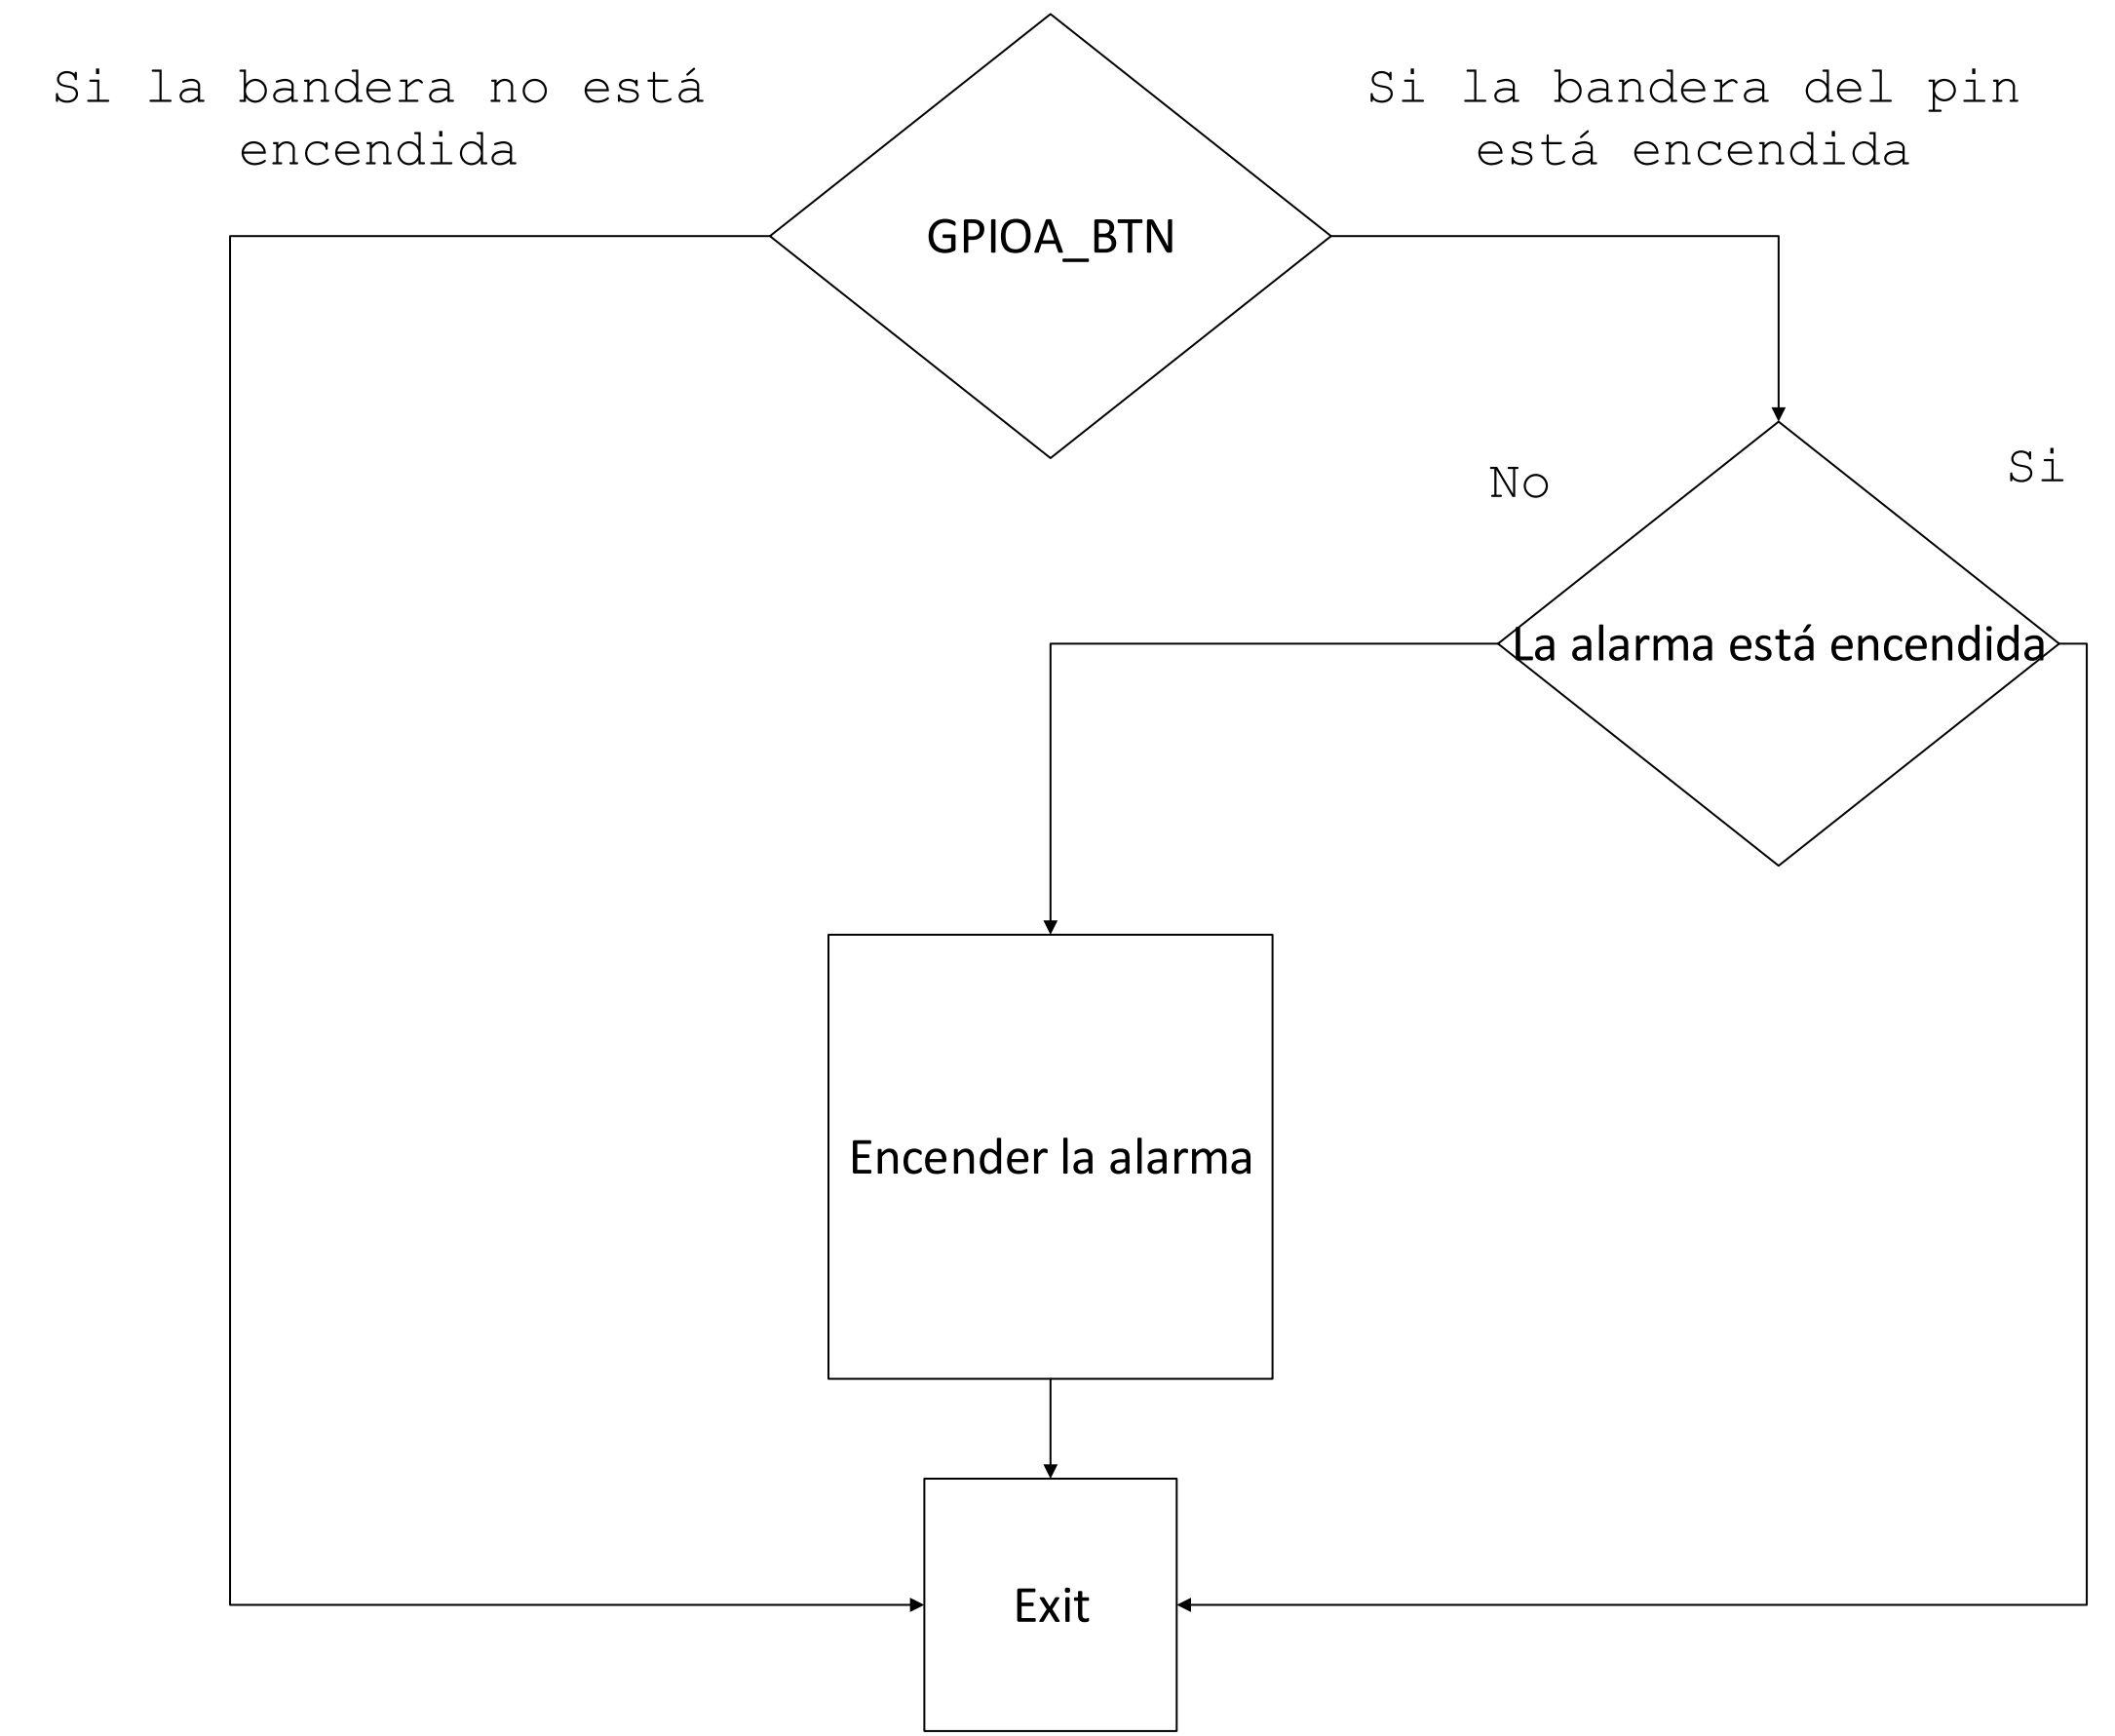 Si la bandera no está
encendida
Si la bandera del pin
está encendida
GPIOA_BTN
No
Si
La alarma está encendida
Encender la alarma
Exit